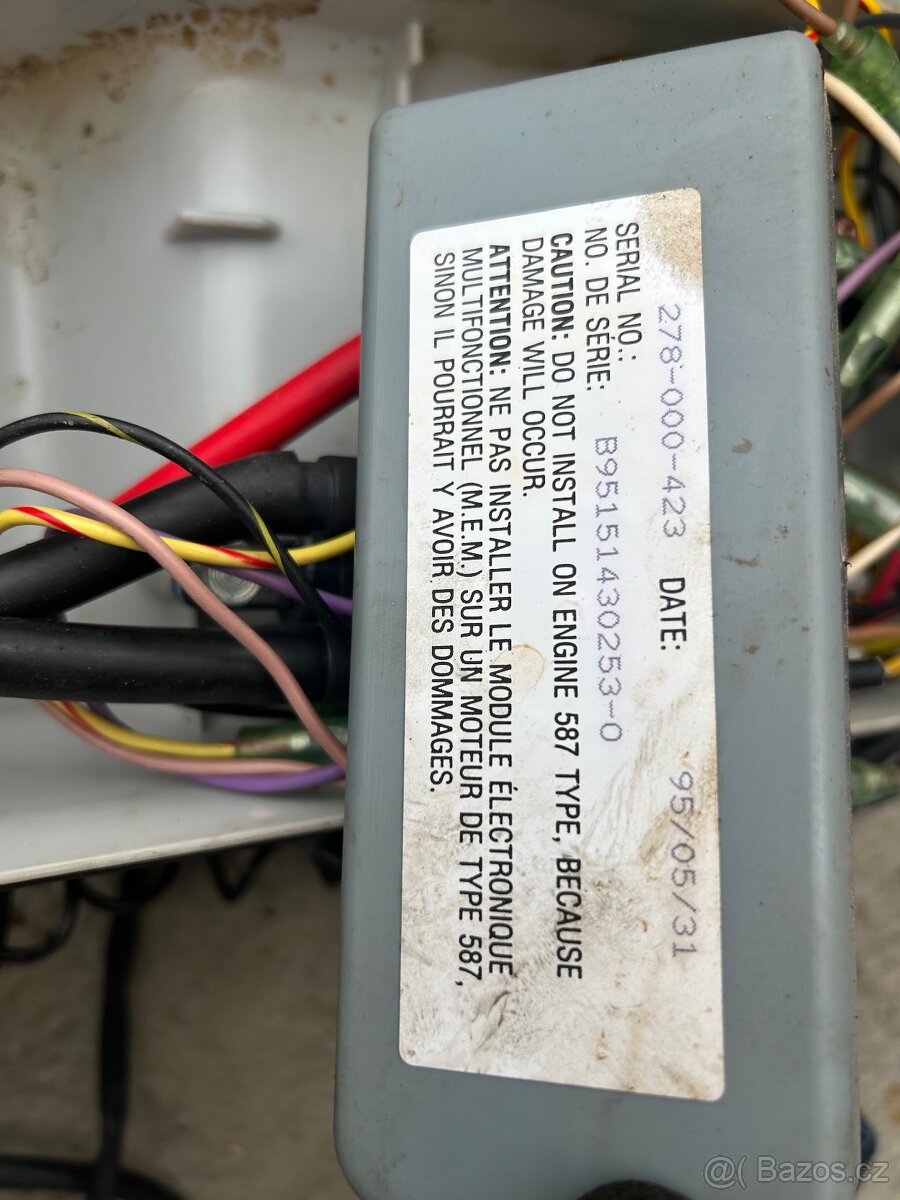 278-000-423 DATE: '95/05/31
SERIAL NO.:
NO. DE SÉRIE: B95151430253-0
CAUTION: DO NOT INSTALL ON ENGINE 587 TYPE, BECAUSE
DAMAGE WILL OCCUR.
ATTENTION: NE PAS INSTALLER LE MODULE ÉLECTRONIQUE
MULTIFONCTIONNEL (M.E.M.) SUR UN MOTEUR DE TYPE 587,
SINON IL POURRAIT Y AVOIR DES DOMMAGES.
@( Bazos.cz